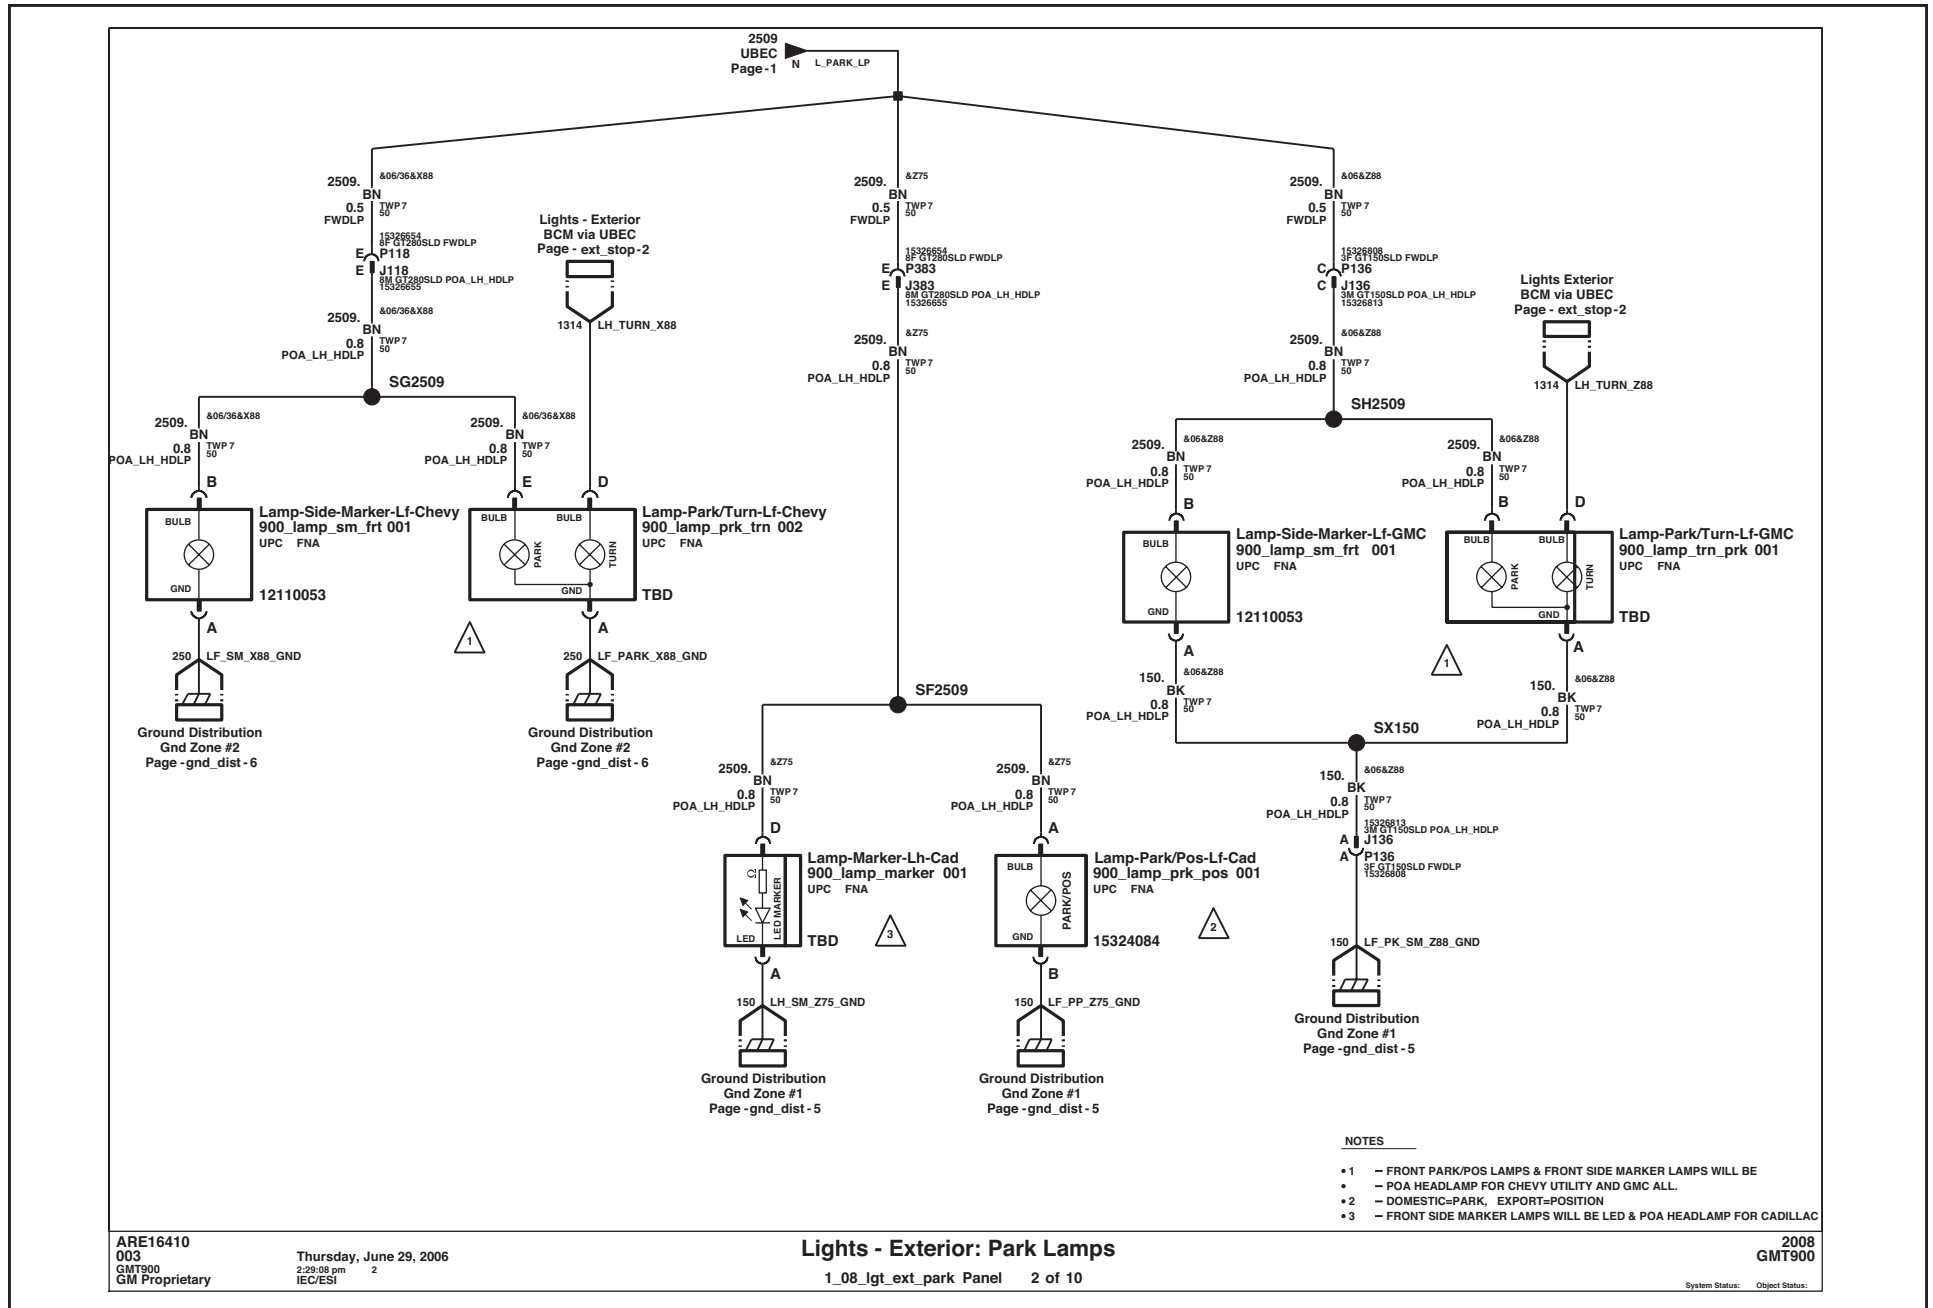 2509
UBEC
Page-1
N L_PARK_LP
2509.
BN
&06/36&X88
0.5
TWP 7
50
FWDLP
15326654
8F GT280SLD FWDLP
E P118
E J118
8M GT280SLD POA_LH_HDLP
15326655
2509.
BN
&06/36&X88
0.8
TWP 7
50
POA_LH_HDLP
SG2509
Lights - Exterior
BCM via UBEC
Page - ext_stop-2
1314 LH_TURN_X88
2509.
BN
&06/36&X88
0.8
TWP 7
50
POA_LH_HDLP
B
2509.
BN
&06/36&X88
0.8
TWP 7
50
POA_LH_HDLP
E
D
BULB
GND
Lamp-Side-Marker-Lf-Chevy
900_lamp_sm_frt 001
UPC FNA
12110053
A
250 LF_SM_X88_GND
Ground Distribution
Gnd Zone #2
Page -gnd_dist - 6
BULB
BULB
PARK
TURN
GND
Lamp-Park/Turn-Lf-Chevy
900_lamp_prk_trn 002
UPC FNA
TBD
1
A
250 LF_PARK_X88_GND
Ground Distribution
Gnd Zone #2
Page -gnd_dist - 6
2509.
BN
&Z75
0.5
TWP 7
50
FWDLP
15326654
8F GT280SLD FWDLP
E P383
E J383
8M GT280SLD POA_LH_HDLP
15326655
2509.
BN
&Z75
0.8
TWP 7
50
POA_LH_HDLP
SF2509
2509.
BN
&Z75
0.8
TWP 7
50
POA_LH_HDLP
D
2509.
BN
&Z75
0.8
TWP 7
50
POA_LH_HDLP
A
Ω
LED MARKER
LED
Lamp-Marker-Lh-Cad
900_lamp_marker 001
UPC FNA
TBD
3
A
150 LH_SM_Z75_GND
Ground Distribution
Gnd Zone #1
Page -gnd_dist - 5
BULB
PARK/POS
GND
Lamp-Park/Pos-Lf-Cad
900_lamp_prk_pos 001
UPC FNA
15324084
2
B
150 LF_PP_Z75_GND
Ground Distribution
Gnd Zone #1
Page -gnd_dist - 5
2509.
BN
&06&Z88
0.5
TWP 7
50
FWDLP
15326808
3F GT150SLD FWDLP
C P136
C J136
3M GT150SLD POA_LH_HDLP
15326813
2509.
BN
&06&Z88
0.8
TWP 7
50
POA_LH_HDLP
SH2509
Lights Exterior
BCM via UBEC
Page - ext_stop-2
1314 LH_TURN_Z88
2509.
BN
&06&Z88
0.8
TWP 7
50
POA_LH_HDLP
B
2509.
BN
&06&Z88
0.8
TWP 7
50
POA_LH_HDLP
B
D
BULB
GND
Lamp-Side-Marker-Lf-GMC
900_lamp_sm_frt 001
UPC FNA
12110053
A
150.
BK
&06&Z88
0.8
TWP 7
50
POA_LH_HDLP
BULB
BULB
PARK
TURN
GND
Lamp-Park/Turn-Lf-GMC
900_lamp_trn_prk 001
UPC FNA
TBD
1
A
150.
BK
&06&Z88
0.8
TWP 7
50
POA_LH_HDLP
SX150
150.
BK
&06&Z88
0.8
TWP 7
50
POA_LH_HDLP
15326813
3M GT150SLD POA_LH_HDLP
A J136
A P136
3F GT150SLD FWDLP
15326808
150 LF_PK_SM_Z88_GND
Ground Distribution
Gnd Zone #1
Page -gnd_dist - 5
NOTES
• 1 – FRONT PARK/POS LAMPS & FRONT SIDE MARKER LAMPS WILL BE
• – POA HEADLAMP FOR CHEVY UTILITY AND GMC ALL.
• 2 – DOMESTIC=PARK, EXPORT=POSITION
• 3 – FRONT SIDE MARKER LAMPS WILL BE LED & POA HEADLAMP FOR CADILLAC
ARE16410
003
GMT900
GM Proprietary
Thursday, June 29, 2006
2:29:08 pm 2
IEC/ESI
Lights - Exterior: Park Lamps
1_08_lgt_ext_park Panel 2 of 10
2008
GMT900
System Status: Object Status: